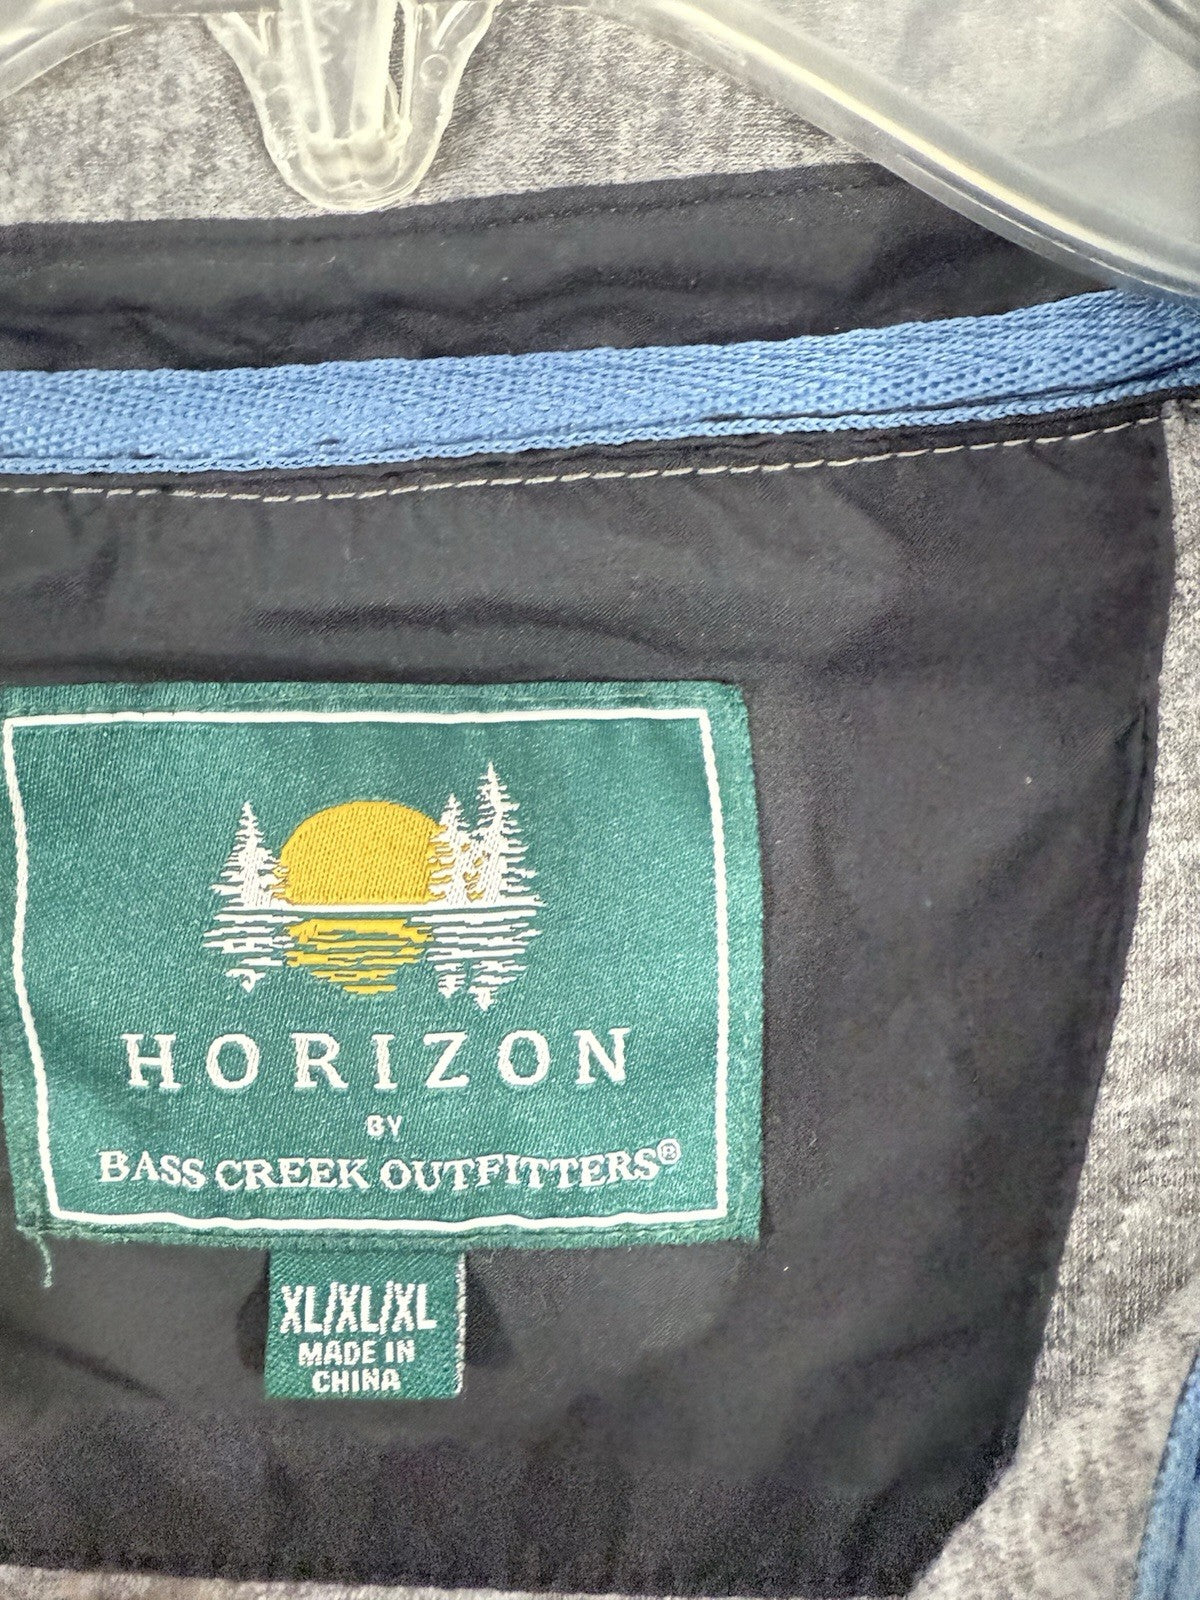 HORIZON
BY
BASS CREEK OUTFITTERS®
XL/XL/XL
MADE IN
CHINA